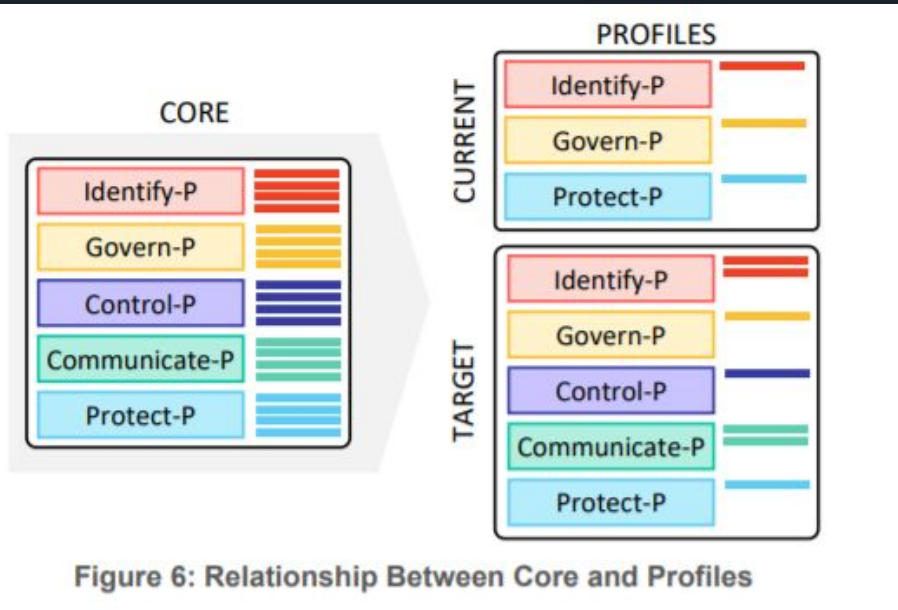 CORE
Identify-P
Govern-P
Control-P
Communicate-P
Protect-P
PROFILES
CURRENT
Identify-P
Govern-P
Protect-P
TARGET
Identify-P
Govern-P
Control-P
Communicate-P
Protect-P
Figure 6: Relationship Between Core and Profiles